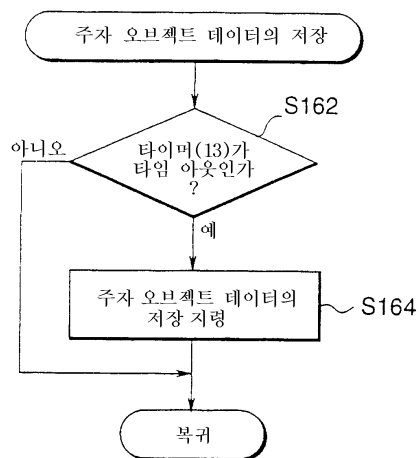 주자 오브젝트 데이터의 저장
S162
아니오
타이머(13)가
타임 아웃인가
?
예
주자 오브젝트 데이터의
저장 지령
S164
복귀